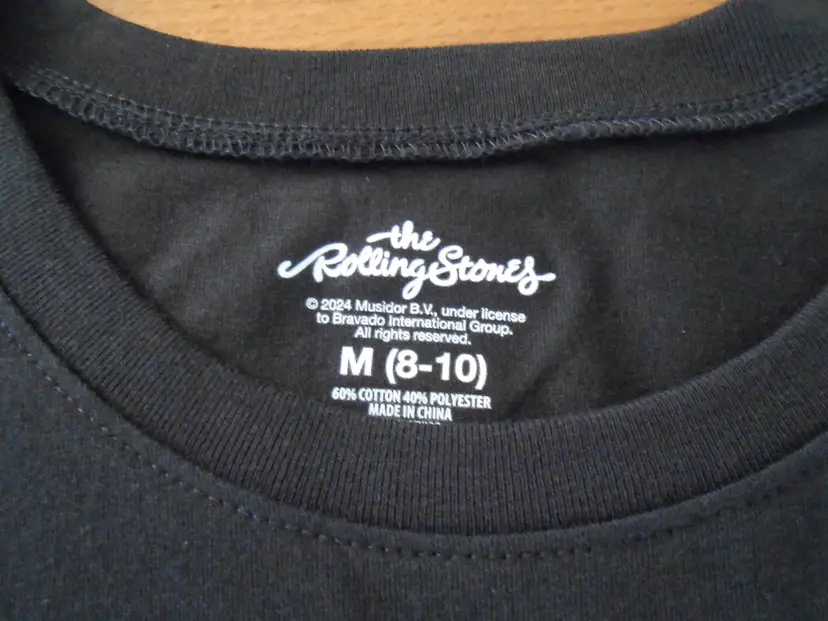 the
Rolling Stones
© 2024 Musidor B.V., under license
to Bravado International Group.
All rights reserved.
M (8-10)
60% COTTON 40% POLYESTER
MADE IN CHINA